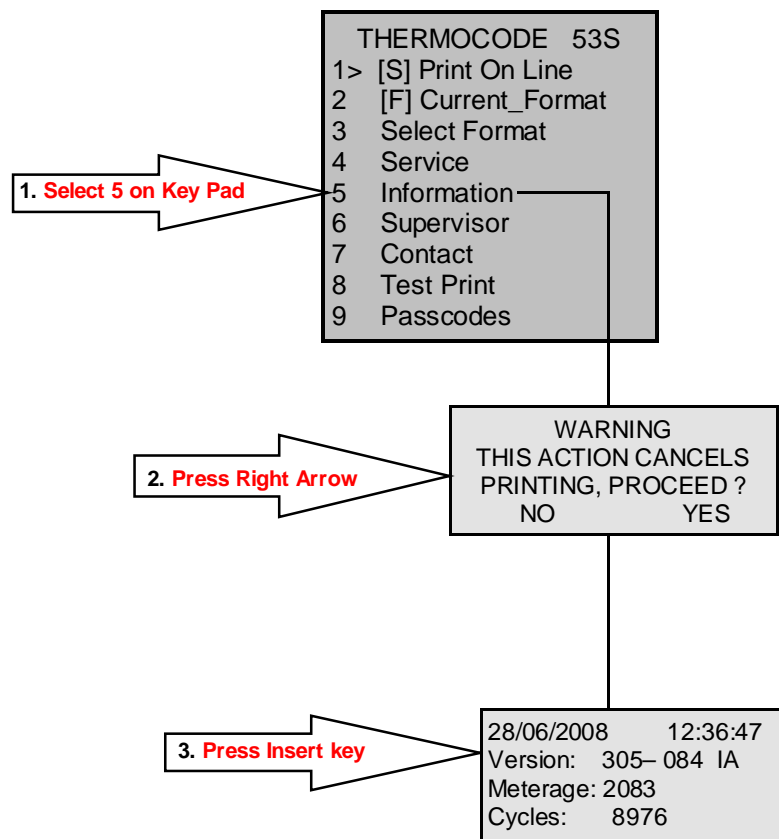 THERMOCODE 53S
1> [S] Print On Line
2 [F] Current_Format
3 Select Format
4 Service
1. Select 5 on Key Pad
5 Information
6 Supervisor
7 Contact
8 Test Print
9 Passcodes
2. Press Right Arrow
WARNING
THIS ACTION CANCELS
PRINTING, PROCEED ?
NO YES
3. Press Insert key
28/06/2008 12:36:47
Version: 305– 084 IA
Meterage: 2083
Cycles: 8976